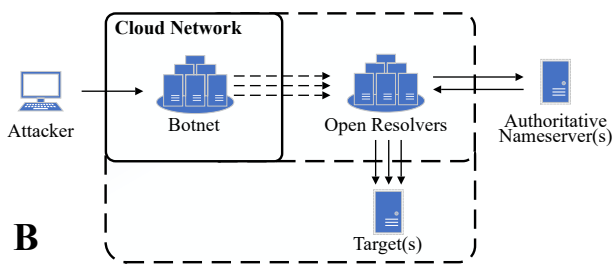 Cloud Network
Attacker
Botnet
Open Resolvers
Authoritative
Nameserver(s)
Target(s)
B